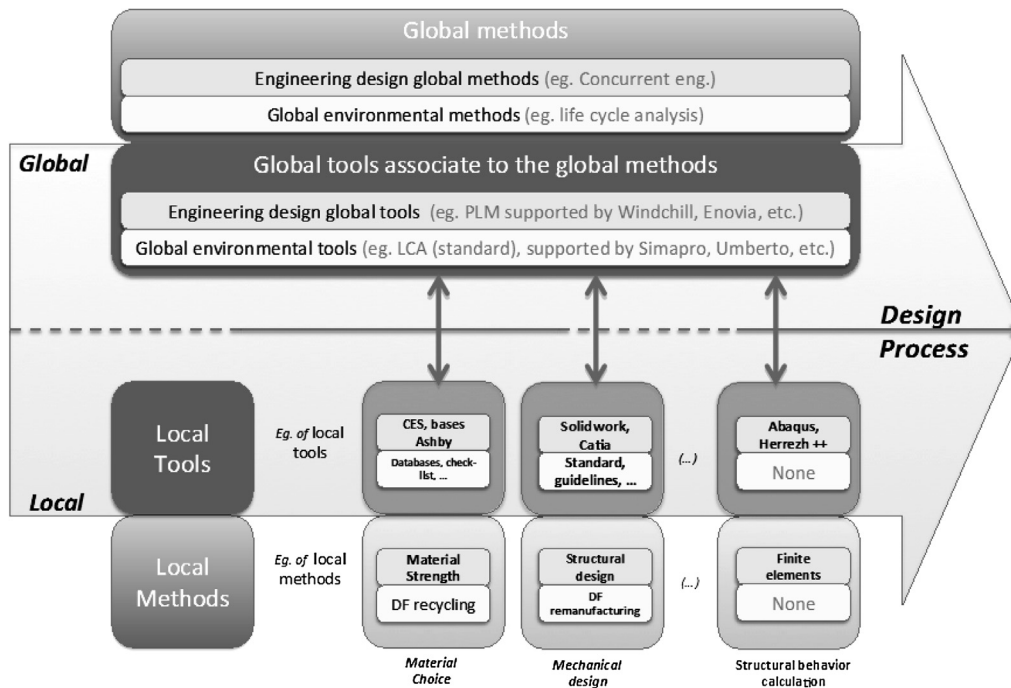 Global methods
Engineering design global methods (eg. Concurrent eng.)
Global environmental methods (eg. life cycle analysis)
Global
Global tools associate to the global methods
Engineering design global tools (eg. PLM supported by Windchill, Enovia, etc.)
Global environmental tools (eg. LCA (standard), supported by Simapro, Umberto, etc.)
Design
Process
Local
Tools
Eg. of local
tools
CES, bases
Ashby
Databases, check-
list, ...
Solidwork,
Catia
Standard,
guidelines, ...
(...)
Abaqus,
Herrezh ++
None
Local
Local
Methods
Eg. of local
methods
Material
Strength
DF recycling
Structural
design
DF
remanufacturing
(...)
Finite
elements
None
Material
Choice
Mechanical
design
Structural behavior
calculation